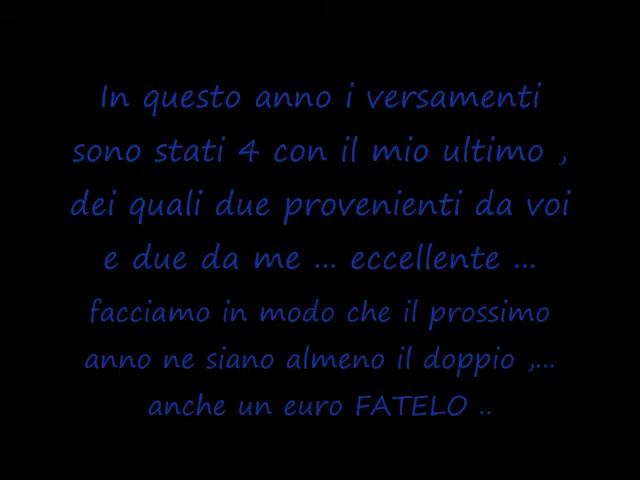 In questo anno i versamenti
sono stati 4 con il mio ultimo ,
dei quali due provenienti da voi
e due da me ... eccellente ...
facciamo in modo che il prossimo
anno ne siano almeno il doppio ,...
anche un euro FATELO ..